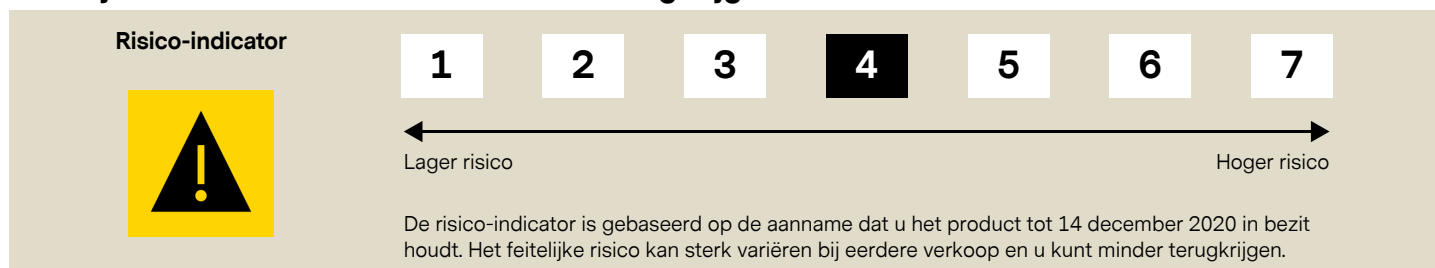 Risico-indicator
1 2 3 4 5 6 7
Lager risico Hoger risico
De risico-indicator is gebaseerd op de aanname dat u het product tot 14 december 2020 in bezit
houdt. Het feitelijke risico kan sterk variëren bij eerdere verkoop en u kunt minder terugkrijgen.